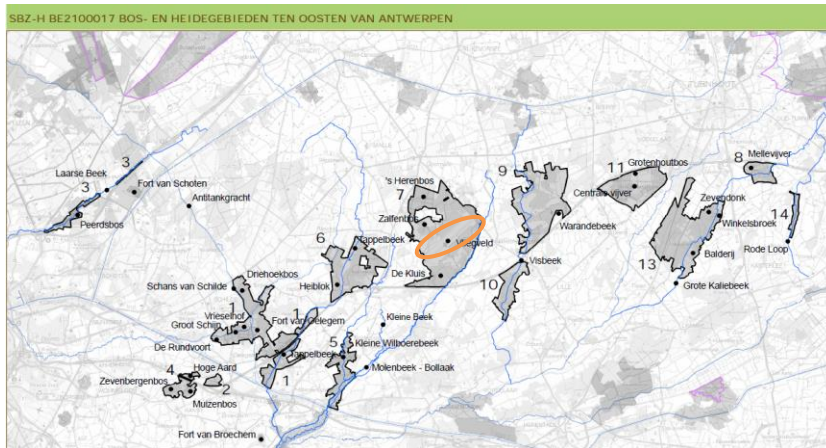 SBZ-H BE2100017 BOS- EN HEIDEGEBIEDEN TEN OOSTEN VAN ANTWERPEN
3
Laarse Beek
3
Fort van Schoten
Peerdsbos
Antitankgracht
's Herenbos
7
Zalfenbos
9
Warandebeek
11
Grotenhoutbos
Centrale vijver
8
Mellevijver
Zevendonk
Winkelsbroek
14
6
Tappelbeek
Heiblok
De Kluis
Visbeek
10
13
Balderij
Rode Loop
Grote Kaliebeek
Driehoekbos
Schans van Schilde
1
Vrieselhof
Groot Schijn
Fort van Oelegem
De Rundvoort
1
Tappelbeek
1
Kleine Beek
5
Kleine Wilboerebeek
Molenbeek - Bollaak
4
Hoge Aard
2
Zevenbergenbos
Muizenbos
Fort van Broechem